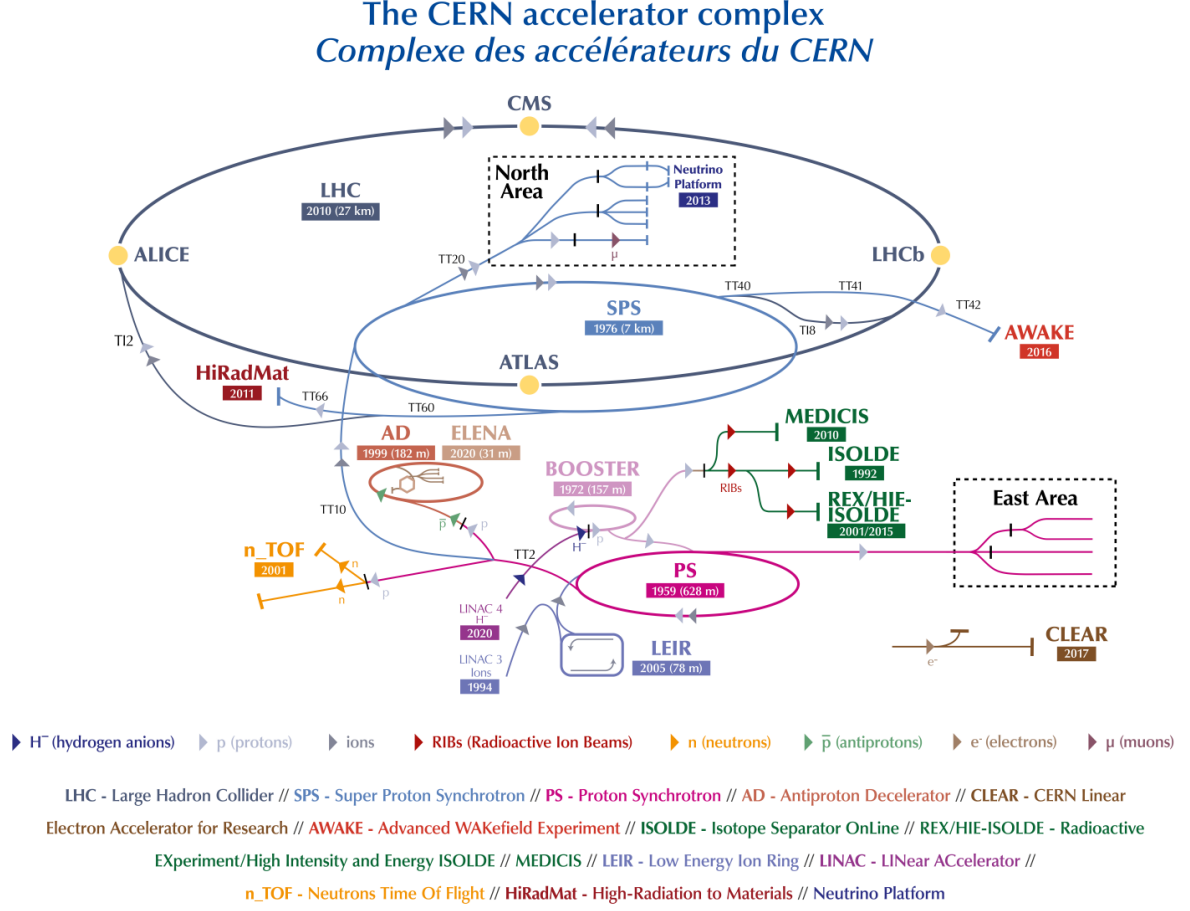 The CERN accelerator complex
Complexe des accélérateurs du CERN
CMS
North
Area
Neutrino
Platform
2013
LHC
2010 (27 km)
ALICE
LHCb
μ
TT20
TT40
TT41
TT42
SPS
1976 (7 km)
TI8
AWAKE
2016
TI2
ATLAS
HiRadMat
2011
TT66
TT60
AD
1999 (182 m)
ELENA
2020 (31 m)
MEDICIS
2010
BOOSTER
1972 (157 m)
ISOLDE
1992
RIBs
REX/HIE-
ISOLDE
2001/2015
East Area
TT10
p̅
p
H⁻
p
TT2
n_TOF
2001
n
n
p
PS
1959 (628 m)
LINAC 4
H⁻
2020
LINAC 3
Ions
1994
LEIR
2005 (78 m)
CLEAR
2017
e⁻
H⁻ (hydrogen anions)
p (protons)
ions
RIBs (Radioactive Ion Beams)
n (neutrons)
p̅ (antiprotons)
e⁻ (electrons)
μ (muons)
LHC - Large Hadron Collider // SPS - Super Proton Synchrotron // PS - Proton Synchrotron // AD - Antiproton Decelerator // CLEAR - CERN Linear
Electron Accelerator for Research // AWAKE - Advanced WAKefield Experiment // ISOLDE - Isotope Separator OnLine // REX/HIE-ISOLDE - Radioactive
EXperiment/High Intensity and Energy ISOLDE // MEDICIS // LEIR - Low Energy Ion Ring // LINAC - LINear ACcelerator //
n_TOF - Neutrons Time Of Flight // HiRadMat - High-Radiation to Materials // Neutrino Platform